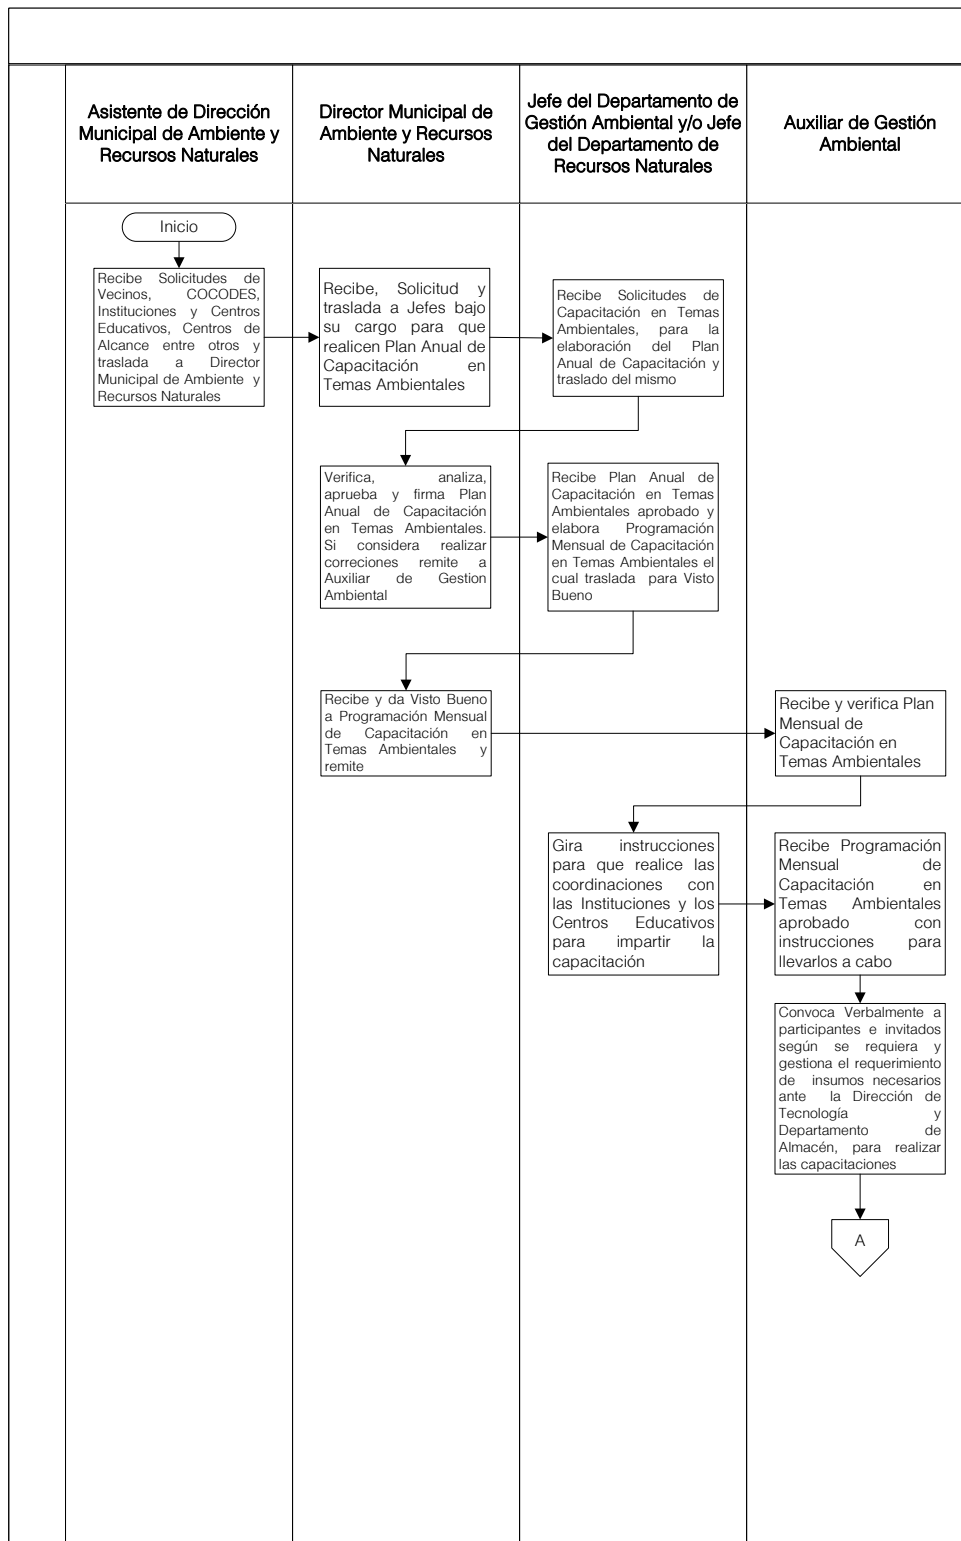 Asistente de Dirección
Municipal de Ambiente y
Recursos Naturales
Director Municipal de
Ambiente y Recursos
Naturales
Jefe del Departamento de
Gestión Ambiental y/o Jefe
del Departamento de
Recursos Naturales
Auxiliar de Gestión
Ambiental
Inicio
Recibe Solicitudes de
Vecinos, COCODES,
Instituciones y Centros
Educativos, Centros de
Alcance entre otros y
traslada a Director
Municipal de Ambiente y
Recursos Naturales
Recibe, Solicitud y
traslada a Jefes bajo
su cargo para que
realicen Plan Anual de
Capacitación en
Temas Ambientales
Recibe Solicitudes de
Capacitación en Temas
Ambientales, para la
elaboración del Plan
Anual de Capacitación y
traslado del mismo
Verifica, analiza,
aprueba y firma Plan
Anual de Capacitación
en Temas Ambientales.
Si considera realizar
correciones remite a
Auxiliar de Gestion
Ambiental
Recibe Plan Anual de
Capacitación en Temas
Ambientales aprobado y
elabora Programación
Mensual de Capacitación
en Temas Ambientales el
cual traslada para Visto
Bueno
Recibe y da Visto Bueno
a Programación Mensual
de Capacitación en
Temas Ambientales y
remite
Recibe y verifica Plan
Mensual de
Capacitación en
Temas Ambientales
Gira instrucciones
para que realice las
coordinaciones con
las Instituciones y los
Centros Educativos
para impartir la
capacitación
Recibe Programación
Mensual de
Capacitación en
Temas Ambientales
aprobado con
instrucciones para
llevarlos a cabo
Convoca Verbalmente a
participantes e invitados
según se requiera y
gestiona el requerimiento
de insumos necesarios
ante la Dirección de
Tecnología y
Departamento de
Almacén, para realizar
las capacitaciones
A